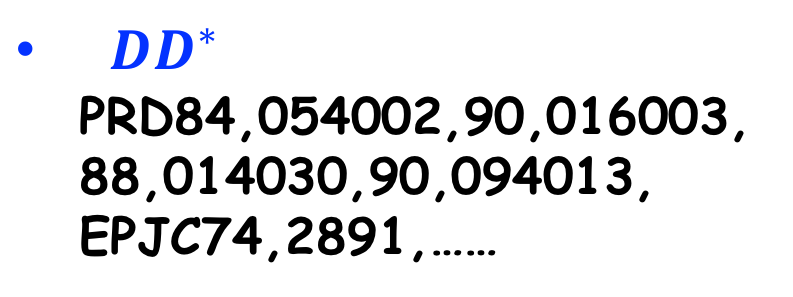 • DD*
PRD84,054002,90,016003,
88,014030,90,094013,
EPJC74,2891,……